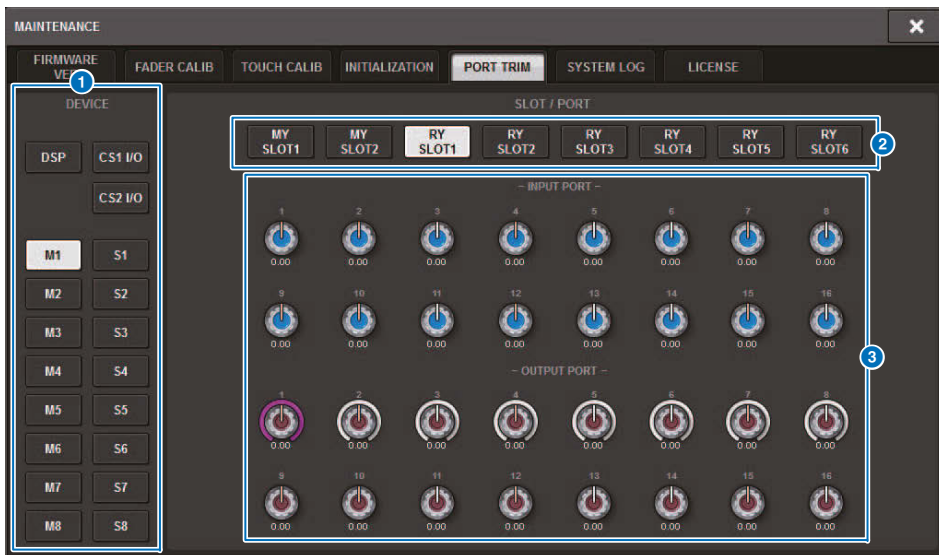 MAINTENANCE
FIRMWARE
FADER CALIB TOUCH CALIB INITIALIZATION PORT TRIM SYSTEM LOG LICENSE
1
DEVICE
SLOT / PORT
MY SLOT1 MY SLOT2 RY SLOT1 RY SLOT2 RY SLOT3 RY SLOT4 RY SLOT5 RY SLOT6
2
DSP CS1 I/O
CS2 I/O
M1 S1
M2 S2
M3 S3
M4 S4
M5 S5
M6 S6
M7 S7
M8 S8
– INPUT PORT –
1 2 3 4 5 6 7 8
0.00 0.00 0.00 0.00 0.00 0.00 0.00 0.00
9 10 11 12 13 14 15 16
0.00 0.00 0.00 0.00 0.00 0.00 0.00 0.00
3
– OUTPUT PORT –
1 2 3 4 5 6 7 8
0.00 0.00 0.00 0.00 0.00 0.00 0.00 0.00
9 10 11 12 13 14 15 16
0.00 0.00 0.00 0.00 0.00 0.00 0.00 0.00